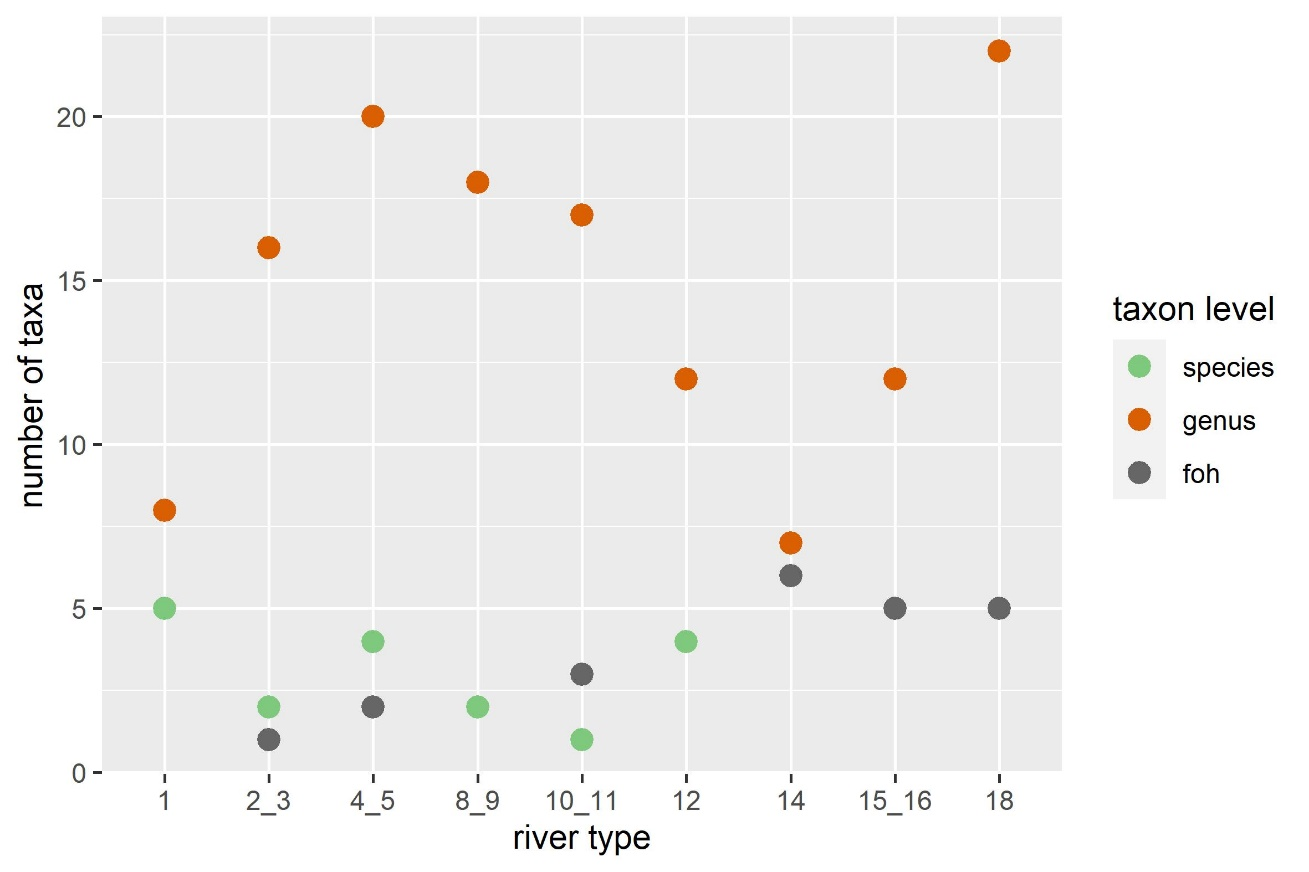 number of taxa
20
15
10
5
0
1 2_3 4_5 8_9 10_11 12 14 15_16 18
river type
taxon level
species
genus
foh